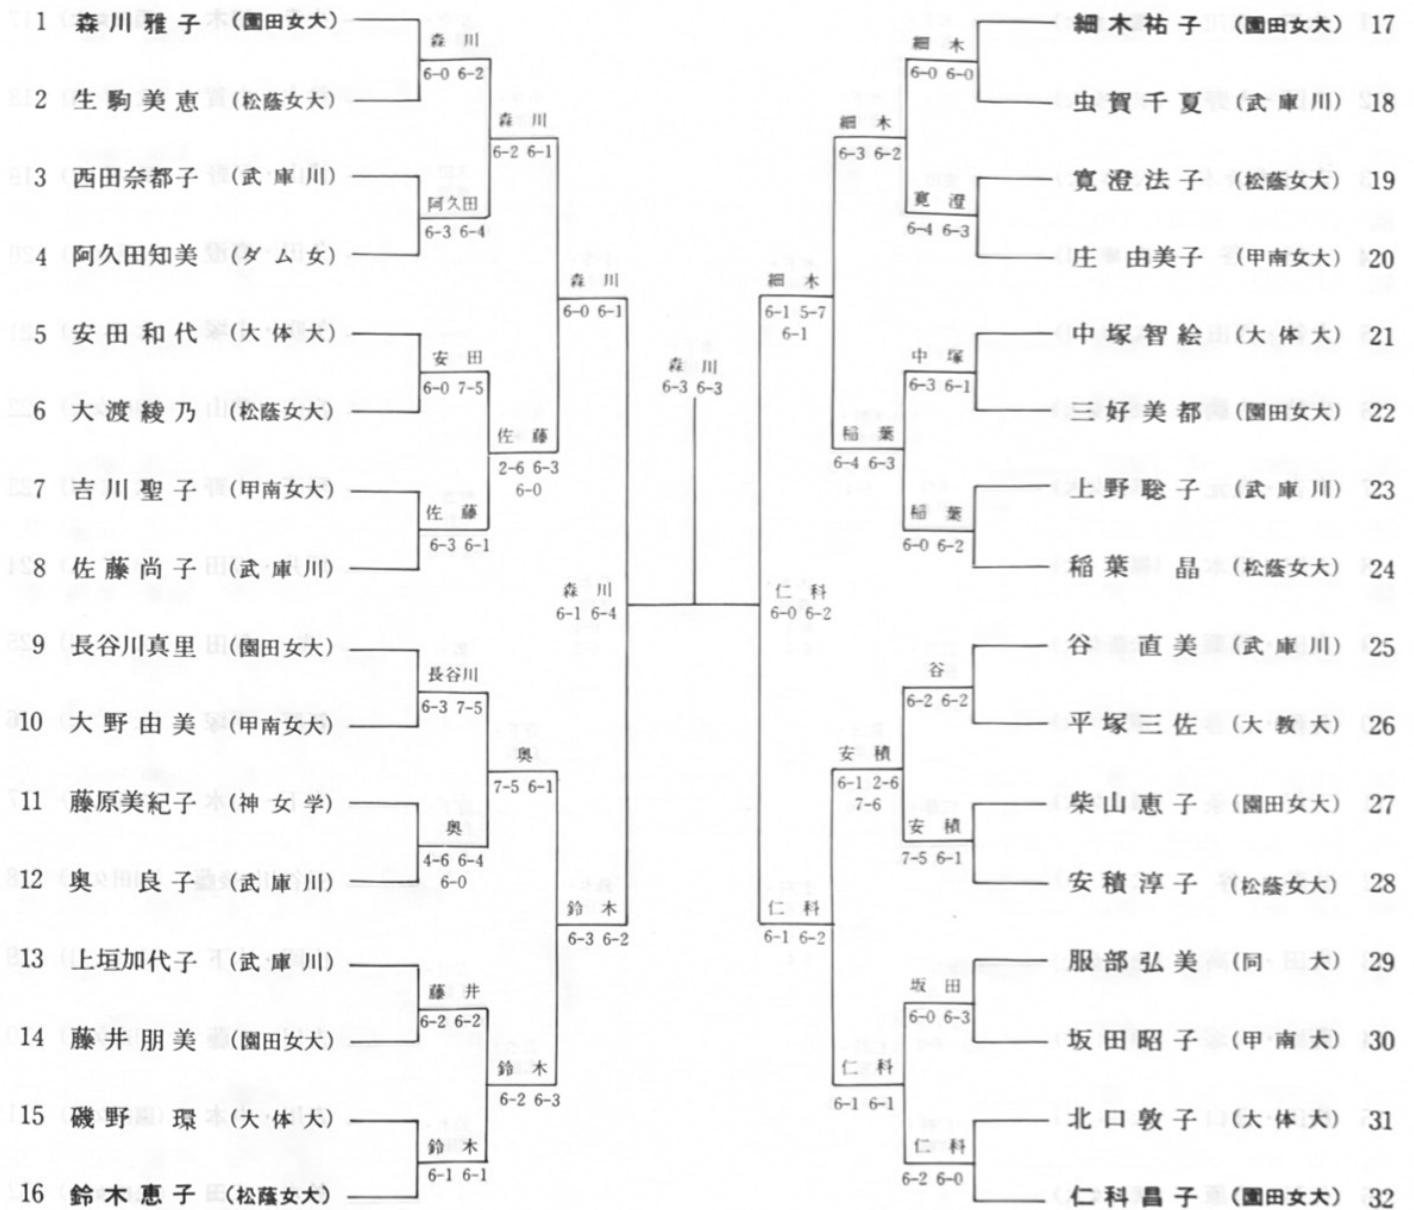 1 森川雅子 (園田女大)
森川
6-0 6-2
2 生駒美恵 (松蔭女大)
森川
6-2 6-1
3 西田奈都子 (武庫川)
阿久田
6-3 6-4
4 阿久田知美 (ダム女)
森川
6-0 6-1
5 安田和代 (大体大)
安田
6-0 7-5
6 大渡綾乃 (松蔭女大)
佐藤
2-6 6-3
6-0
7 吉川聖子 (甲南女大)
佐藤
6-3 6-1
8 佐藤尚子 (武庫川)
森川
6-1 6-4
9 長谷川真里 (園田女大)
長谷川
6-3 7-5
10 大野由美 (甲南女大)
奥
7-5 6-1
11 藤原美紀子 (神女学)
奥
4-6 6-4
6-0
12 奥良子 (武庫川)
鈴木
6-3 6-2
13 上垣加代子 (武庫川)
藤井
6-2 6-2
14 藤井朋美 (園田女大)
鈴木
6-2 6-3
15 磯野環 (大体大)
鈴木
6-1 6-1
16 鈴木恵子 (松蔭女大)
森川
6-3 6-3
細木祐子 (園田女大) 17
細木
6-0 6-0
虫賀千夏 (武庫川) 18
細木
6-3 6-2
寛澄法子 (松蔭女大) 19
寛澄
6-4 6-3
庄由美子 (甲南女大) 20
細木
6-1 5-7
6-1
中塚智絵 (大体大) 21
中塚
6-3 6-1
三好美都 (園田女大) 22
稲葉
6-4 6-3
上野聡子 (武庫川) 23
稲葉
6-0 6-2
稲葉晶 (松蔭女大) 24
仁科
6-0 6-2
谷直美 (武庫川) 25
谷
6-2 6-2
平塚三佐 (大教大) 26
安積
6-1 2-6
7-6
柴山恵子 (園田女大) 27
安積
7-5 6-1
安積淳子 (松蔭女大) 28
仁科
6-1 6-2
服部弘美 (同大) 29
坂田
6-0 6-3
坂田昭子 (甲南大) 30
仁科
6-1 6-1
北口敦子 (大体大) 31
仁科
6-2 6-0
仁科昌子 (園田女大) 32